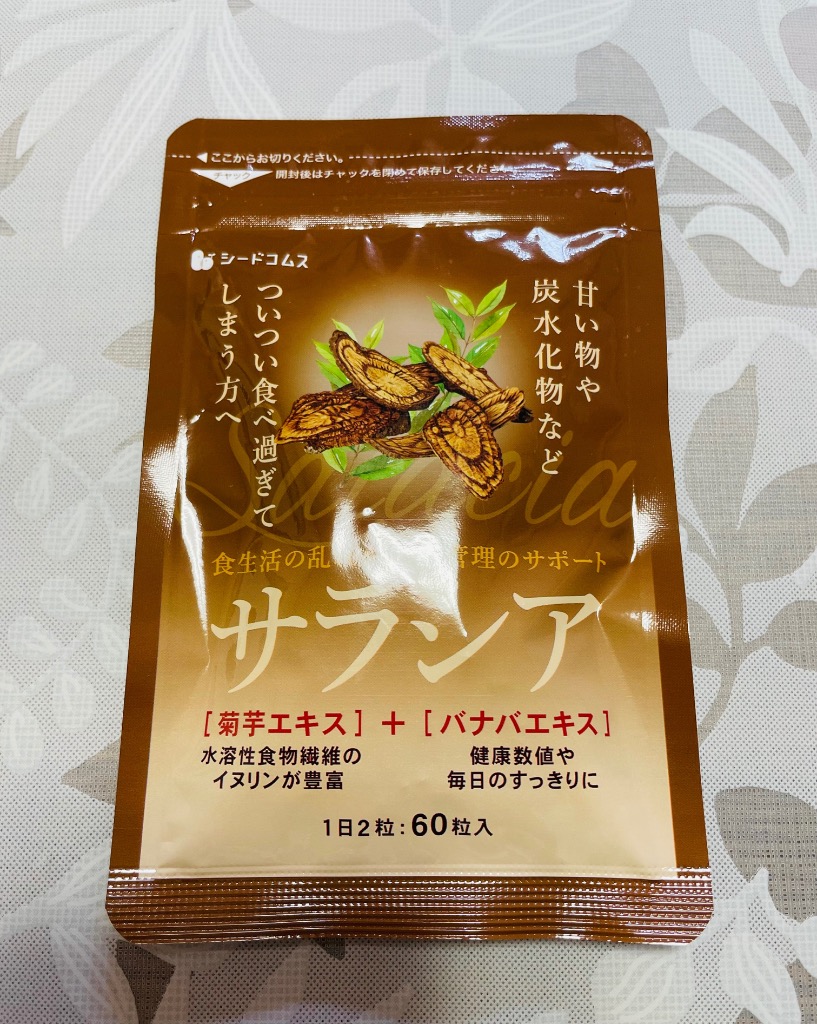 ◀ここからお切りください。
チャック
開封後はチャックを閉めて保存してください。
シードコムス
甘い物や
炭水化物など
ついつい食べ過ぎて
しまう方へ
Salacia
食生活の乱 管理のサポート
サラシア
[菊芋エキス]+[バナバエキス]
水溶性食物繊維の
イヌリンが豊富
健康数値や
毎日のすっきりに
1日2粒:60粒入